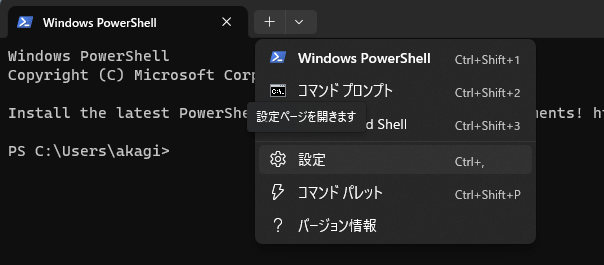 Windows PowerShell
Windows PowerShell
Copyright (C) Microsoft Corp
Install the latest PowerShe
ments! ht
PS C:\Users\akagi>
Windows PowerShell Ctrl+Shift+1
コマンド プロンプト Ctrl+Shift+2
設定ページを開きます
d Shell Ctrl+Shift+3
設定 Ctrl+,
コマンド パレット Ctrl+Shift+P
バージョン情報